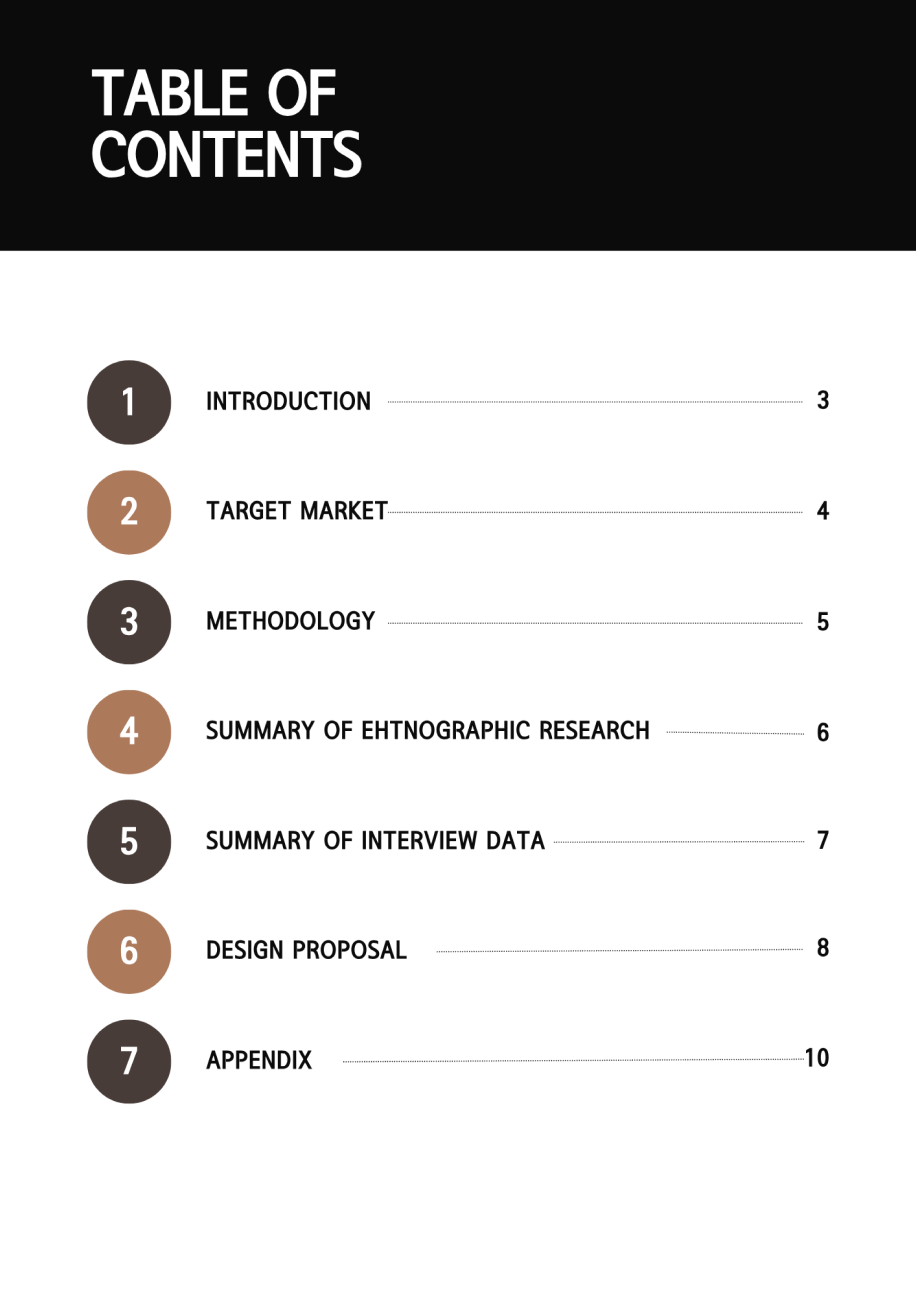 TABLE OF
CONTENTS
1 INTRODUCTION 3
2 TARGET MARKET 4
3 METHODOLOGY 5
4 SUMMARY OF EHTNOGRAPHIC RESEARCH 6
5 SUMMARY OF INTERVIEW DATA 7
6 DESIGN PROPOSAL 8
7 APPENDIX 10